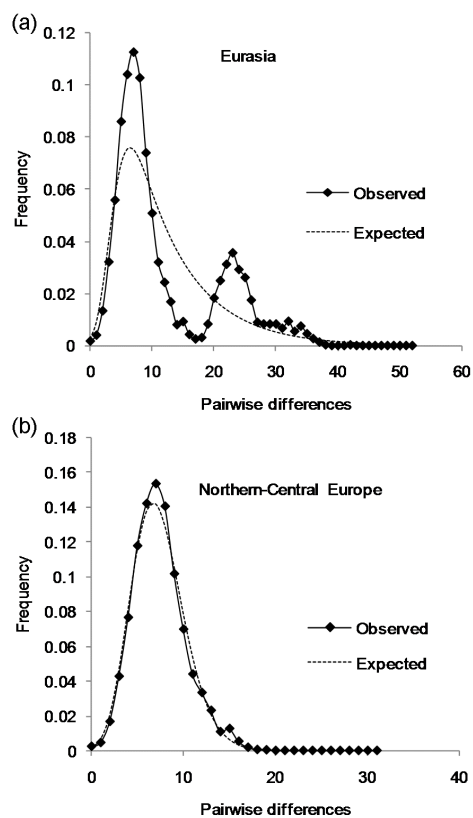 (a)
Eurasia
0.12
0.1
0.08
0.06
0.04
0.02
0
Frequency
Observed
Expected
0 10 20 30 40 50 60
Pairwise differences
(b)
Northern-Central Europe
0.18
0.16
0.14
0.12
0.1
0.08
0.06
0.04
0.02
0
Frequency
Observed
Expected
0 10 20 30 40
Pairwise differences